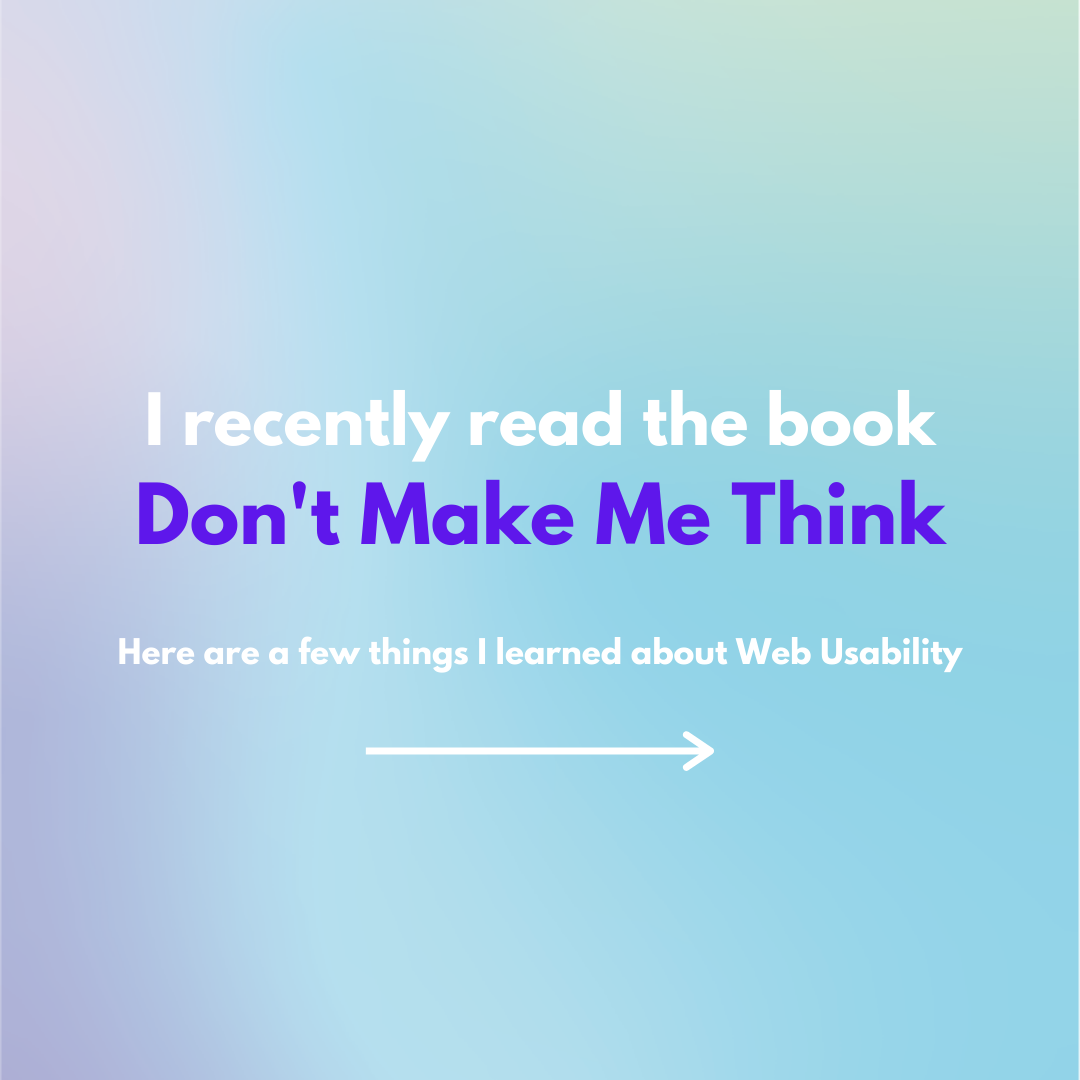 I recently read the book
Don't Make Me Think
Here are a few things I learned about Web Usability